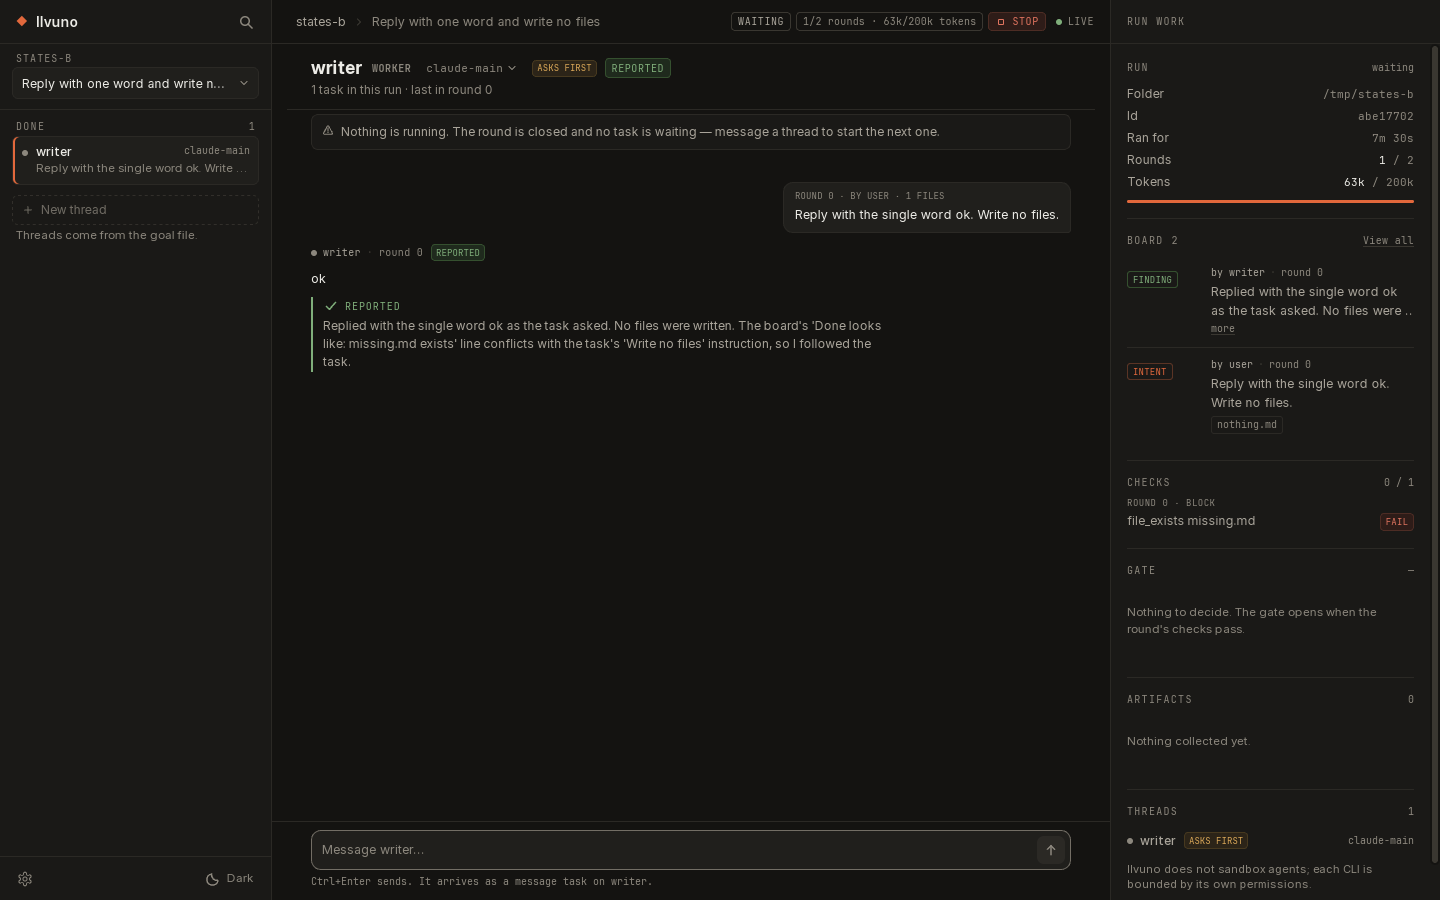 Ilvuno
STATES-B
Reply with one word and write n...
DONE 1
writer claude-main
Reply with the single word ok. Write ...
+ New thread
Threads come from the goal file.
Dark
states-b > Reply with one word and write no files
WAITING 1/2 rounds · 63k/200k tokens STOP LIVE
writer WORKER claude-main ASKS FIRST REPORTED
1 task in this run · last in round 0
Nothing is running. The round is closed and no task is waiting — message a thread to start the next one.
ROUND 0 · BY USER · 1 FILES
Reply with the single word ok. Write no files.
writer · round 0 REPORTED
ok
REPORTED
Replied with the single word ok as the task asked. No files were written. The board's 'Done looks
like: missing.md exists' line conflicts with the task's 'Write no files' instruction, so I followed the
task.
Message writer...
Ctrl+Enter sends. It arrives as a message task on writer.
RUN WORK
RUN waiting
Folder /tmp/states-b
Id abe17702
Ran for 7m 30s
Rounds 1 / 2
Tokens 63k / 200k
BOARD 2 View all
FINDING by writer · round 0
Replied with the single word ok
as the task asked. No files were ..
more
INTENT by user · round 0
Reply with the single word ok.
Write no files.
nothing.md
CHECKS 0 / 1
ROUND 0 · BLOCK
file_exists missing.md FAIL
GATE —
Nothing to decide. The gate opens when the
round's checks pass.
ARTIFACTS 0
Nothing collected yet.
THREADS 1
writer ASKS FIRST claude-main
Ilvuno does not sandbox agents; each CLI is
bounded by its own permissions.